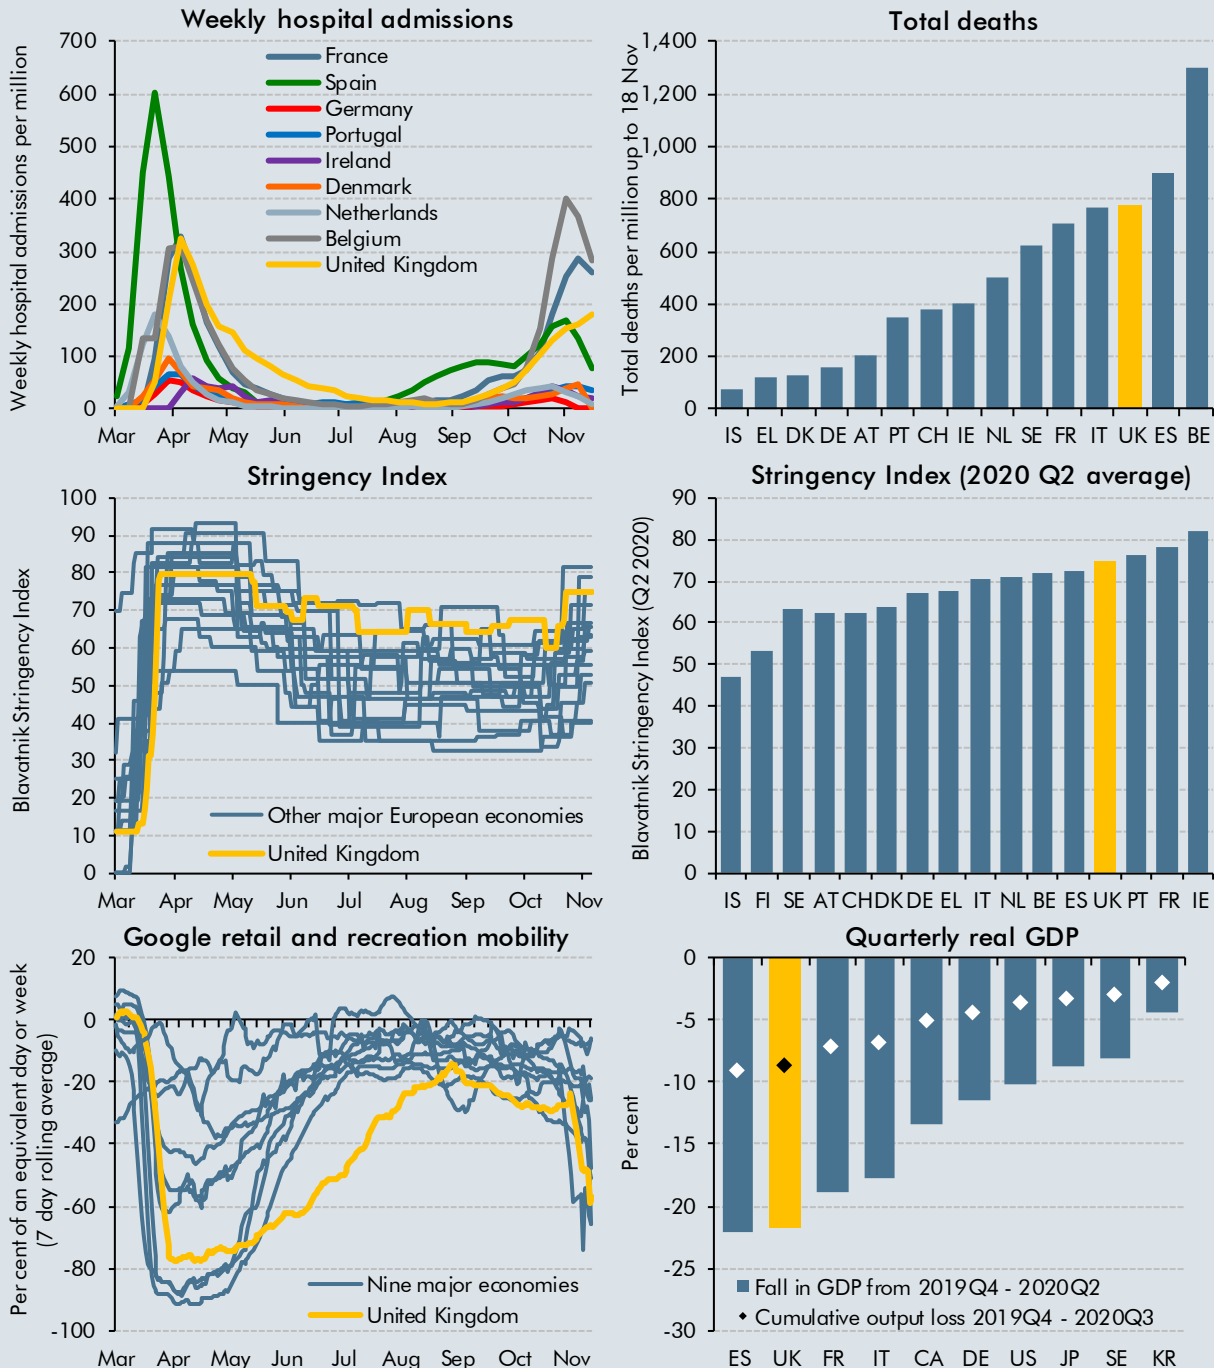 Weekly hospital admissions
Weekly hospital admissions per million
700
600
500
400
300
200
100
0
France
Spain
Germany
Portugal
Ireland
Denmark
Netherlands
Belgium
United Kingdom
Mar Apr May Jun Jul Aug Sep Oct Nov
Total deaths
Total deaths per million up to 18 Nov
1,400
1,200
1,000
800
600
400
200
0
IS EL DK DE AT PT CH IE NL SE FR IT UK ES BE
Stringency Index
Blavatnik Stringency Index
100
90
80
70
60
50
40
30
20
10
0
Other major European economies
United Kingdom
Mar Apr May Jun Jul Aug Sep Oct Nov
Stringency Index (2020 Q2 average)
Blavatnik Stringency Index (Q2 2020)
90
80
70
60
50
40
30
20
10
0
IS FI SE AT CH DK DE EL IT NL BE ES UK PT FR IE
Google retail and recreation mobility
Per cent of an equivalent day or week
(7 day rolling average)
20
0
-20
-40
-60
-80
-100
Nine major economies
United Kingdom
Mar Apr May Jun Jul Aug Sep Oct Nov
Quarterly real GDP
Per cent
0
-5
-10
-15
-20
-25
-30
Fall in GDP from 2019Q4 - 2020Q2
Cumulative output loss 2019Q4 - 2020Q3
ES UK FR IT CA DE US JP SE KR